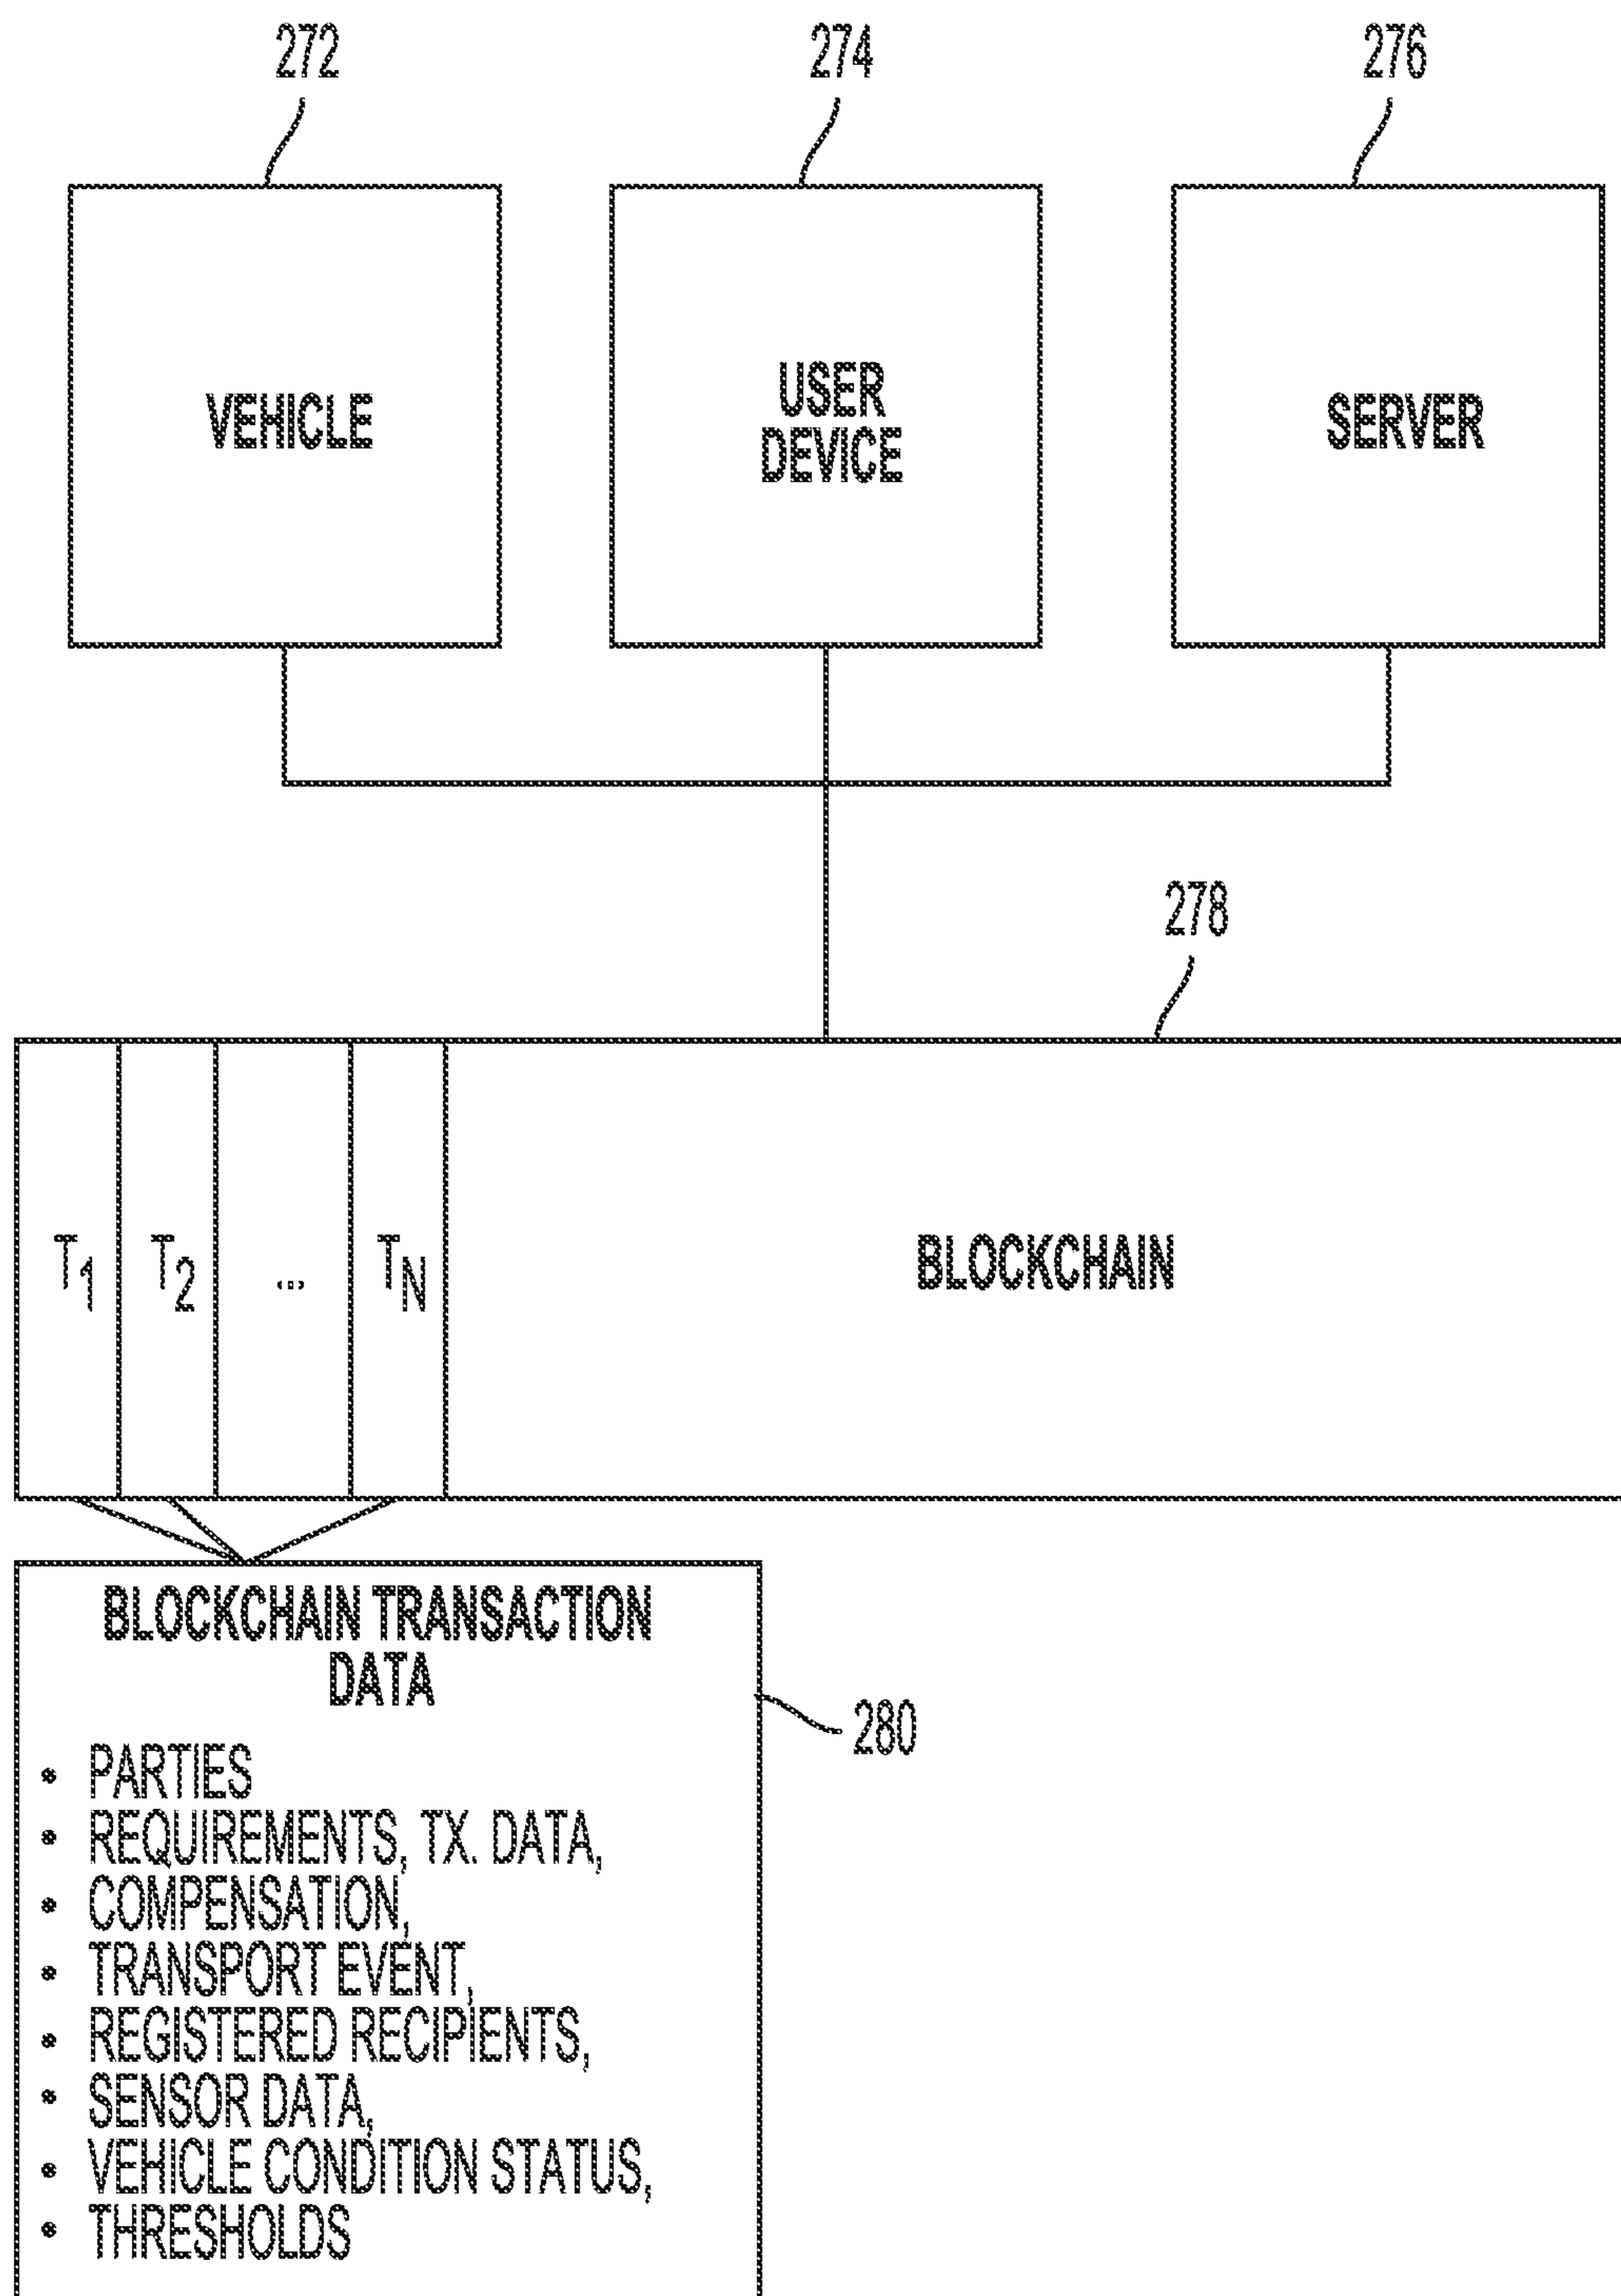 272
274
276
VEHICLE
USER
DEVICE
SERVER
278
T1
T2
...
TN
BLOCKCHAIN
BLOCKCHAIN TRANSACTION
DATA
280
• PARTIES
• REQUIREMENTS, TX. DATA,
• COMPENSATION,
• TRANSPORT EVENT,
• REGISTERED RECIPIENTS,
• SENSOR DATA,
• VEHICLE CONDITION STATUS,
• THRESHOLDS